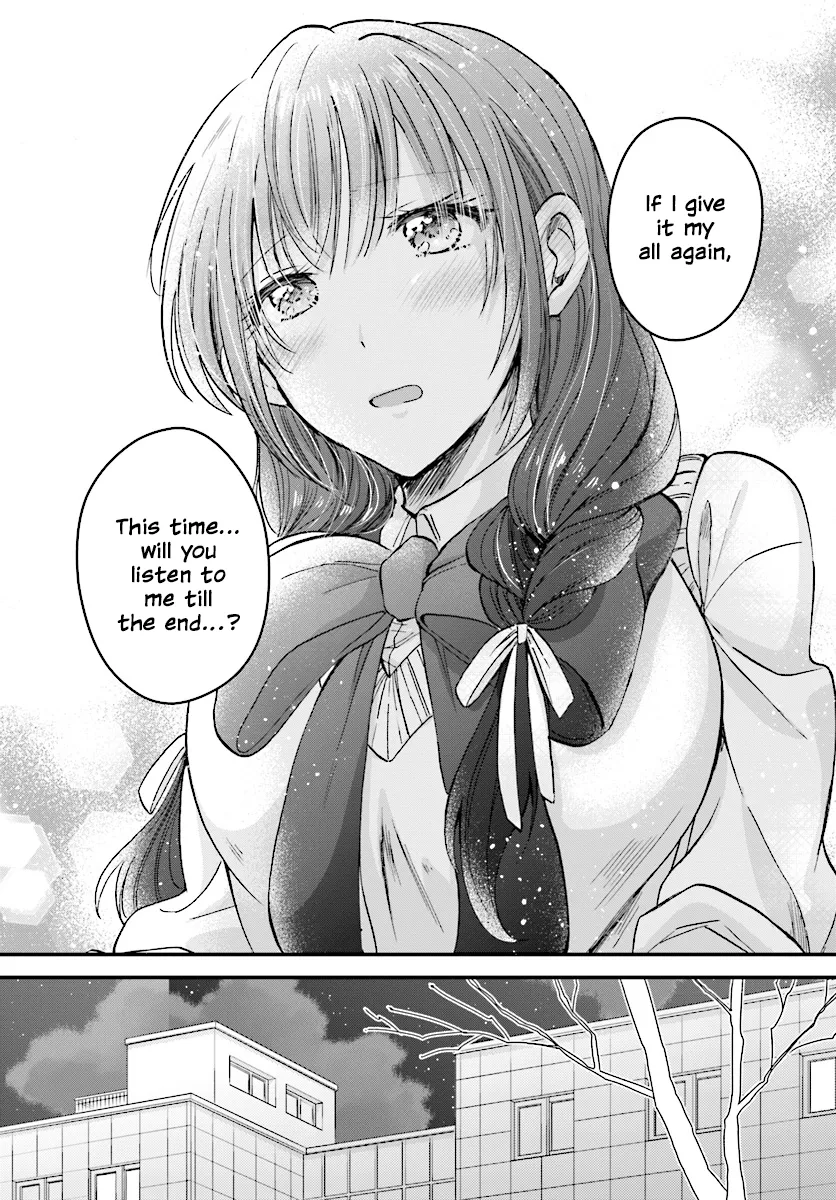 If I give
it my
all again,
This time...
will you
listen to
me till
the end...?